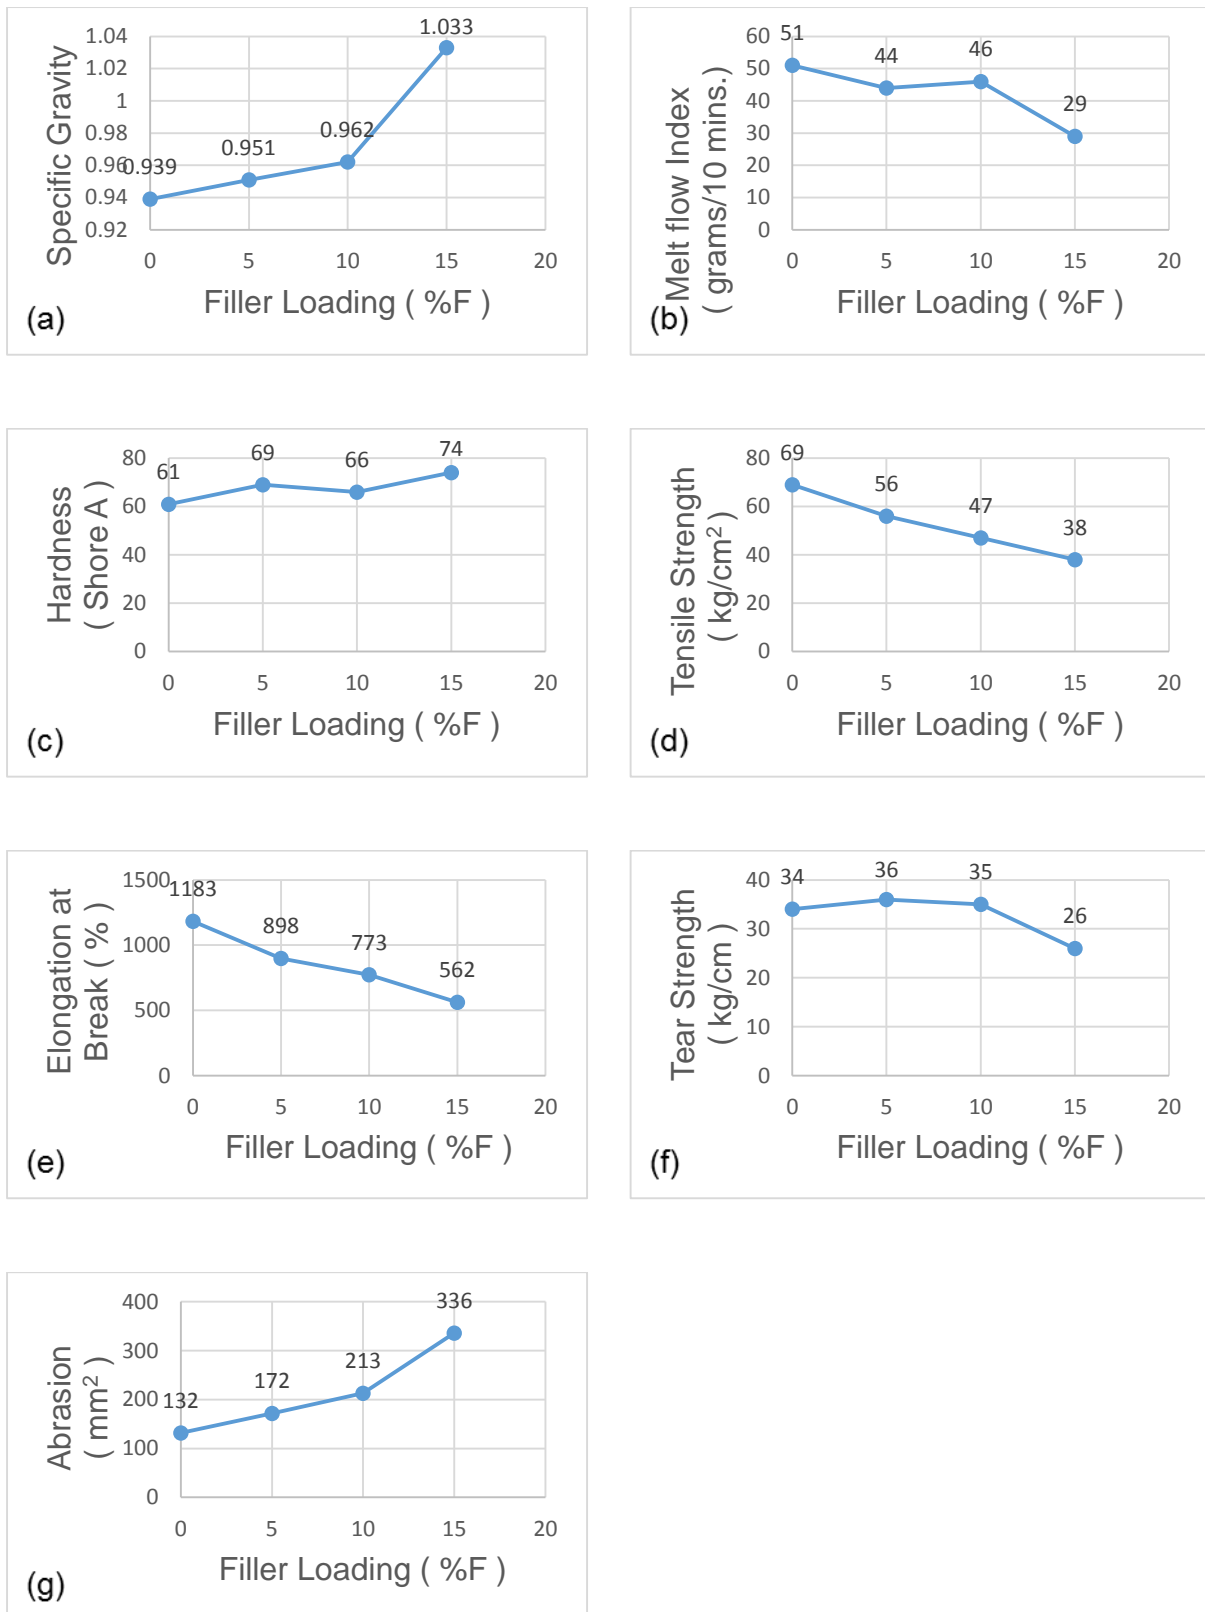 1.04
1.02
1
0.98
0.96
0.94
0.92
0.939
0.951
0.962
1.033
0 5 10 15 20
Specific Gravity
Filler Loading ( %F )
(a)
60
50
40
30
20
10
0
51
44
46
29
0 5 10 15 20
Melt flow Index
( grams/10 mins.)
Filler Loading ( %F )
(b)
80
60
40
20
0
61
69
66
74
0 5 10 15 20
Hardness
( Shore A )
Filler Loading ( %F )
(c)
80
60
40
20
0
69
56
47
38
0 5 10 15 20
Tensile Strength
( kg/cm² )
Filler Loading ( %F )
(d)
1500
1000
500
0
1183
898
773
562
0 5 10 15 20
Elongation at
Break ( % )
Filler Loading ( %F )
(e)
40
30
20
10
0
34
36
35
26
0 5 10 15 20
Tear Strength
( kg/cm )
Filler Loading ( %F )
(f)
400
300
200
100
0
132
172
213
336
0 5 10 15 20
Abrasion
( mm² )
Filler Loading ( %F )
(g)